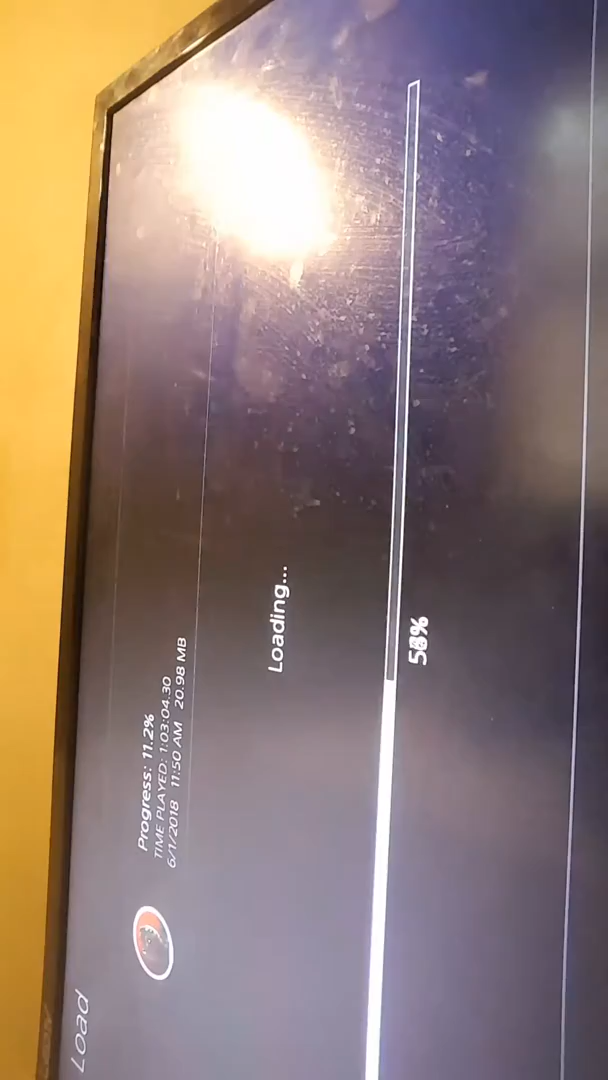 Load
Progress: 11.2%
TIME PLAYED: 1:03:04.30
6/1/2018 11:50 AM 20.98 MB
Loading...